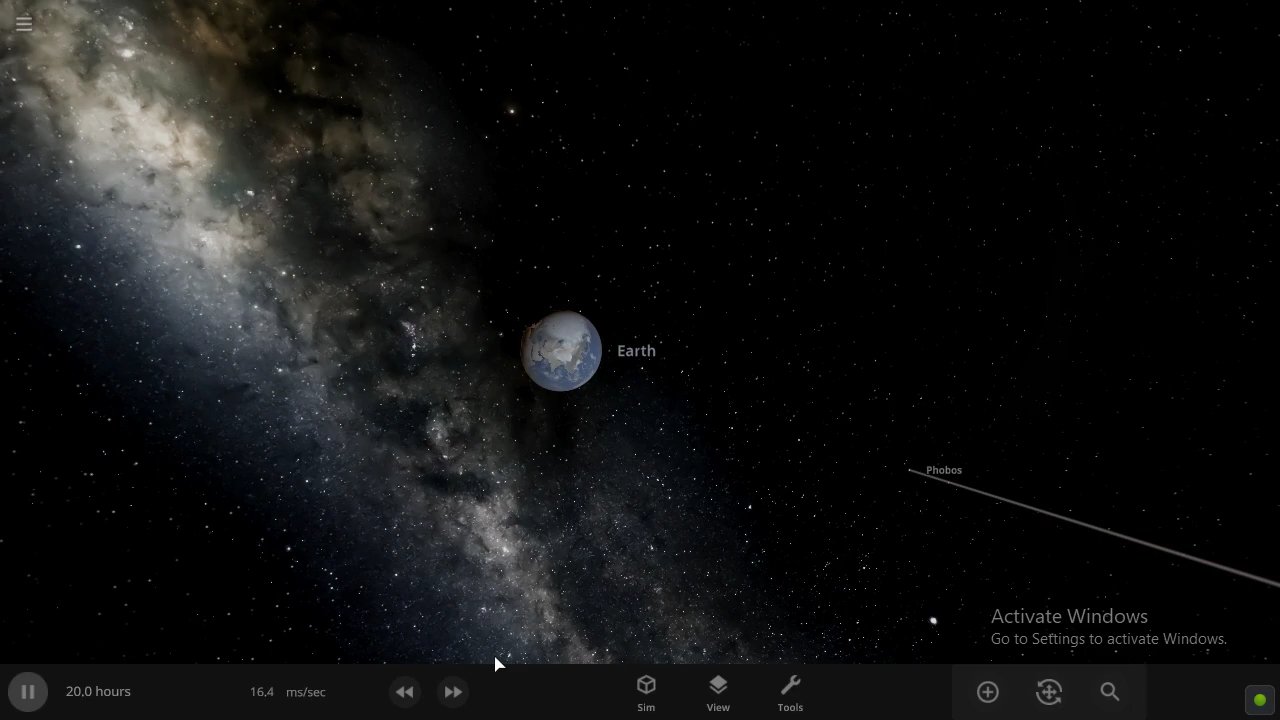 Earth
Phobos
Activate Windows
Go to Settings to activate Windows.
20.0 hours
16.4 ms/sec
Sim
View
Tools